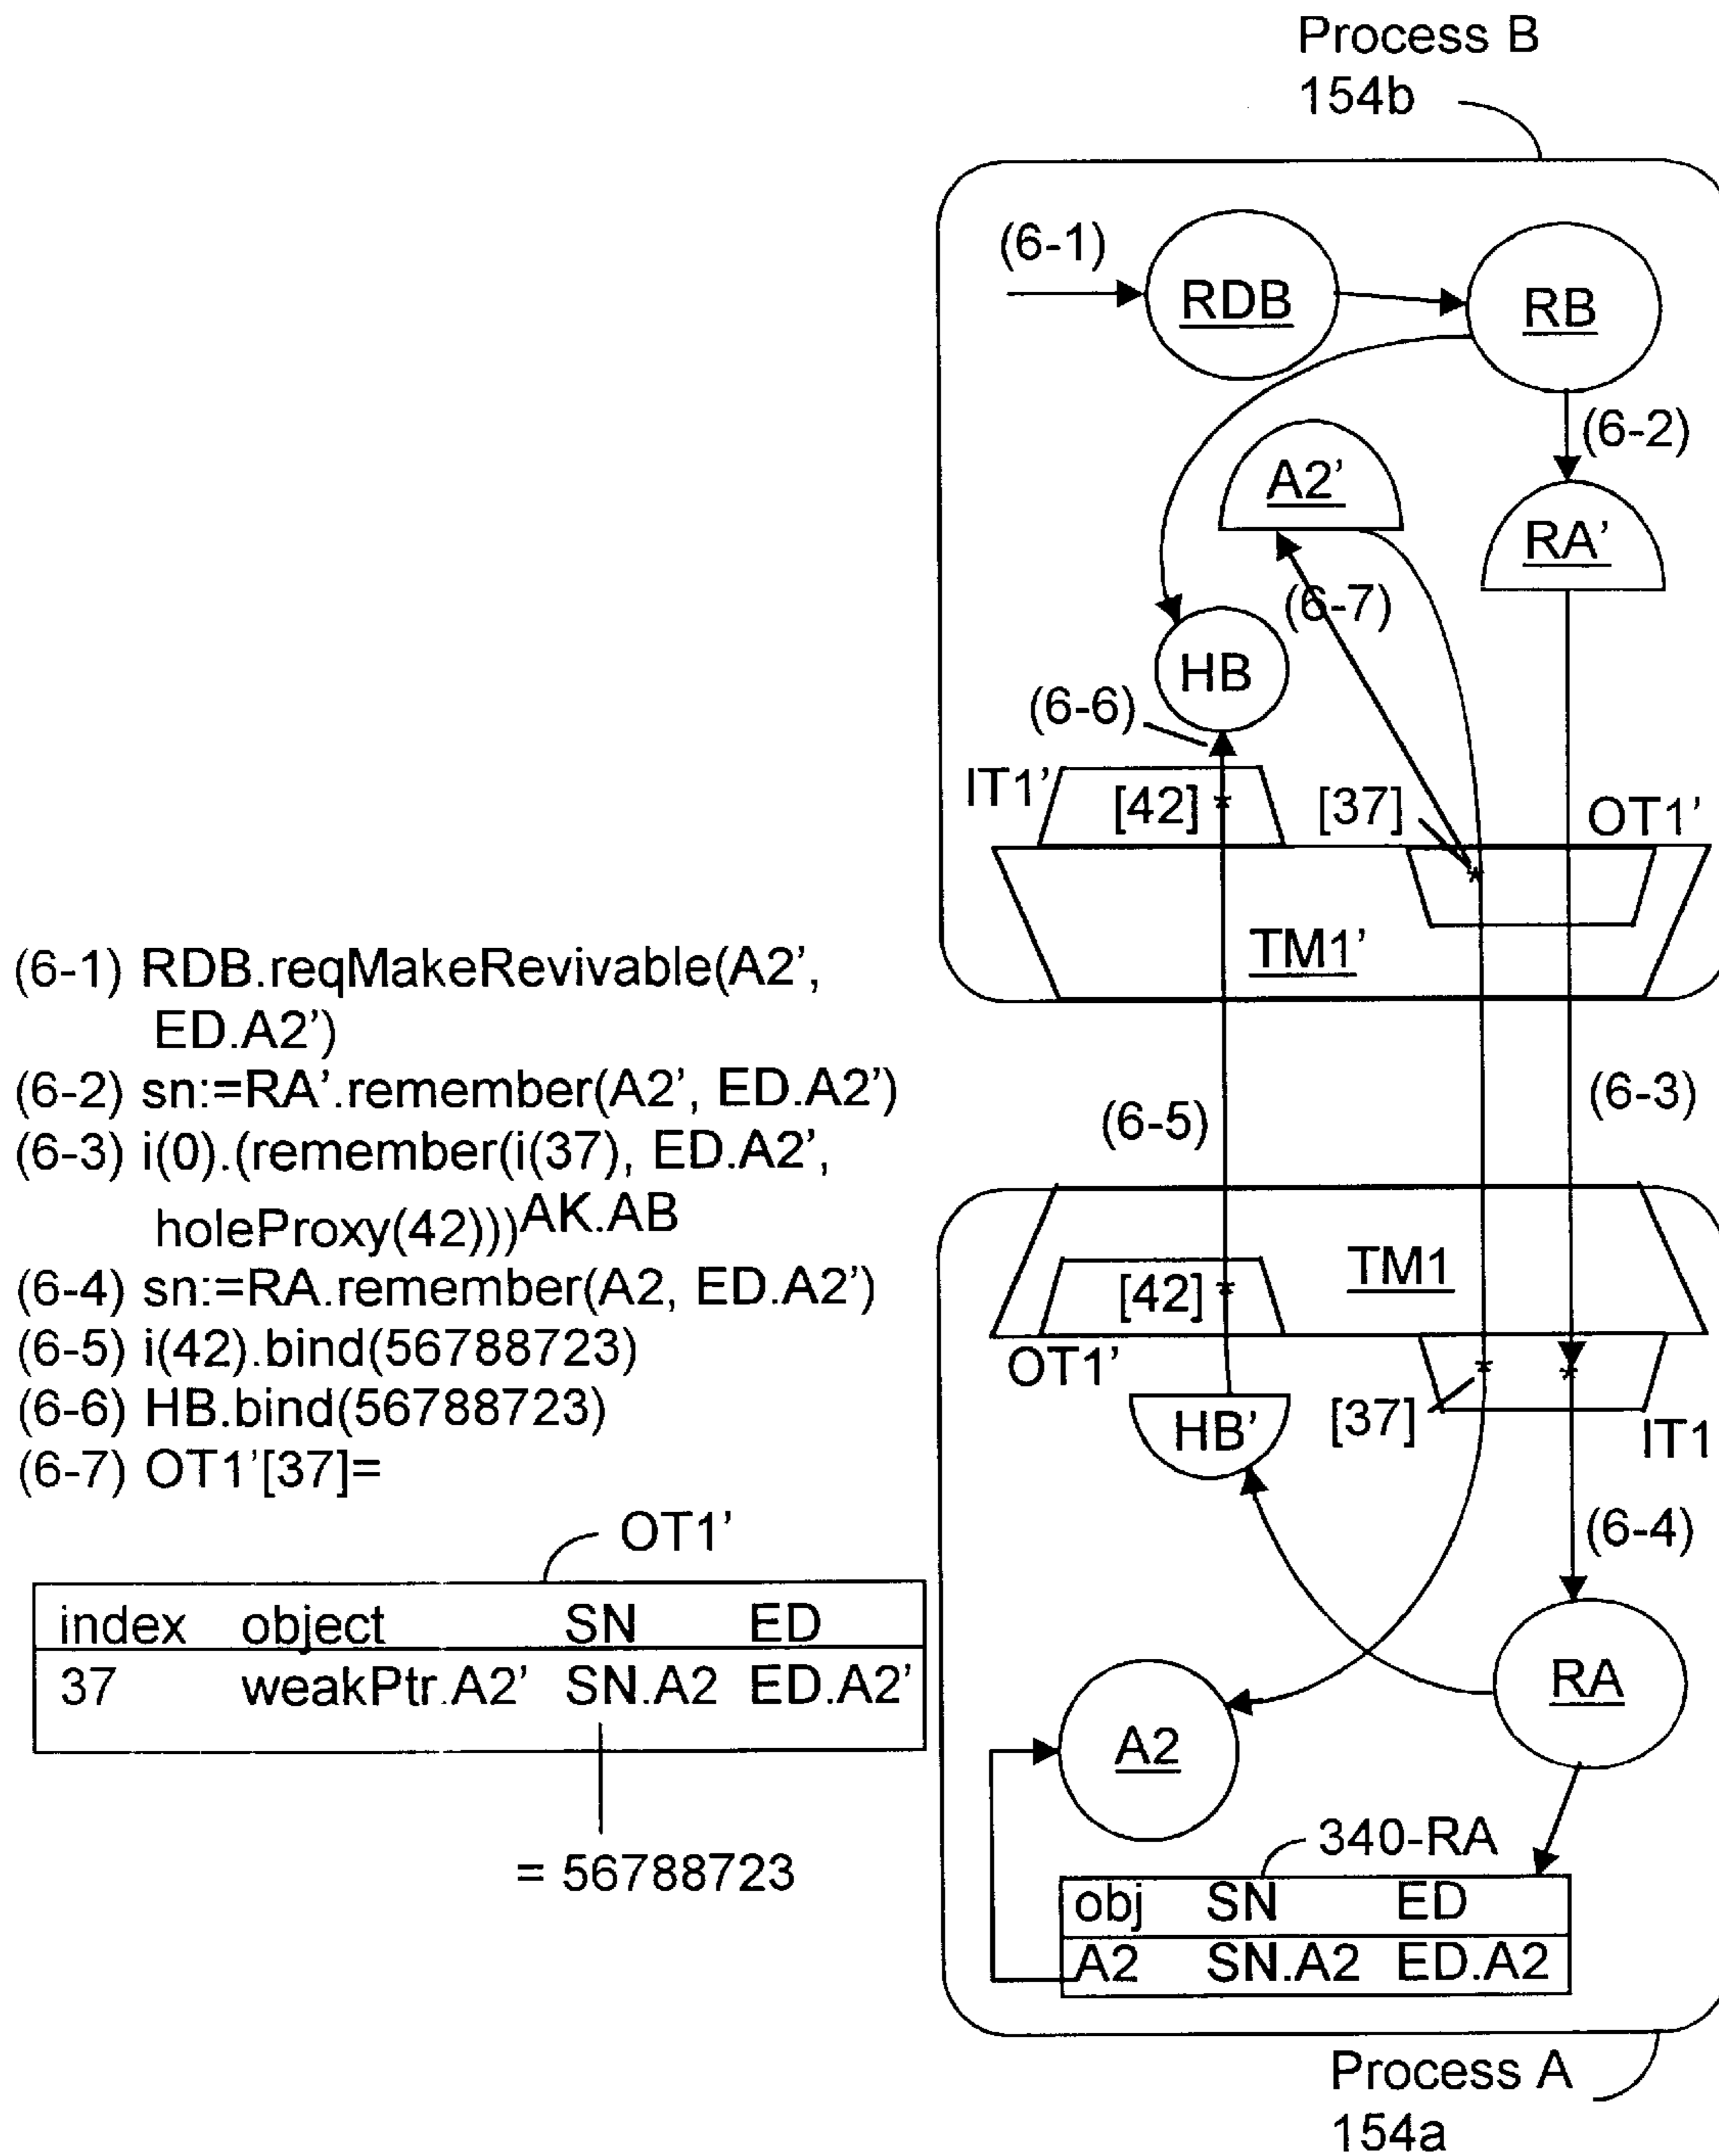 Process B
154b
(6-1)
RDB
RB
(6-2)
A2'
RA'
(6-7)
HB
(6-6)
IT1'
[42]
[37]
OT1'
TM1'
(6-1) RDB.reqMakeRevivable(A2',
ED.A2')
(6-2) sn:=RA'.remember(A2', ED.A2')
(6-3) i(0).(remember(i(37), ED.A2',
holeProxy(42)))AK.AB
(6-4) sn:=RA.remember(A2, ED.A2')
(6-5) i(42).bind(56788723)
(6-6) HB.bind(56788723)
(6-7) OT1'[37]=
(6-5)
(6-3)
TM1
[42]
OT1'
HB'
[37]
IT1
(6-4)
OT1'
index object SN ED
37 weakPtr.A2' SN.A2 ED.A2'
= 56788723
RA
A2
340-RA
obj SN ED
A2 SN.A2 ED.A2
Process A
154a